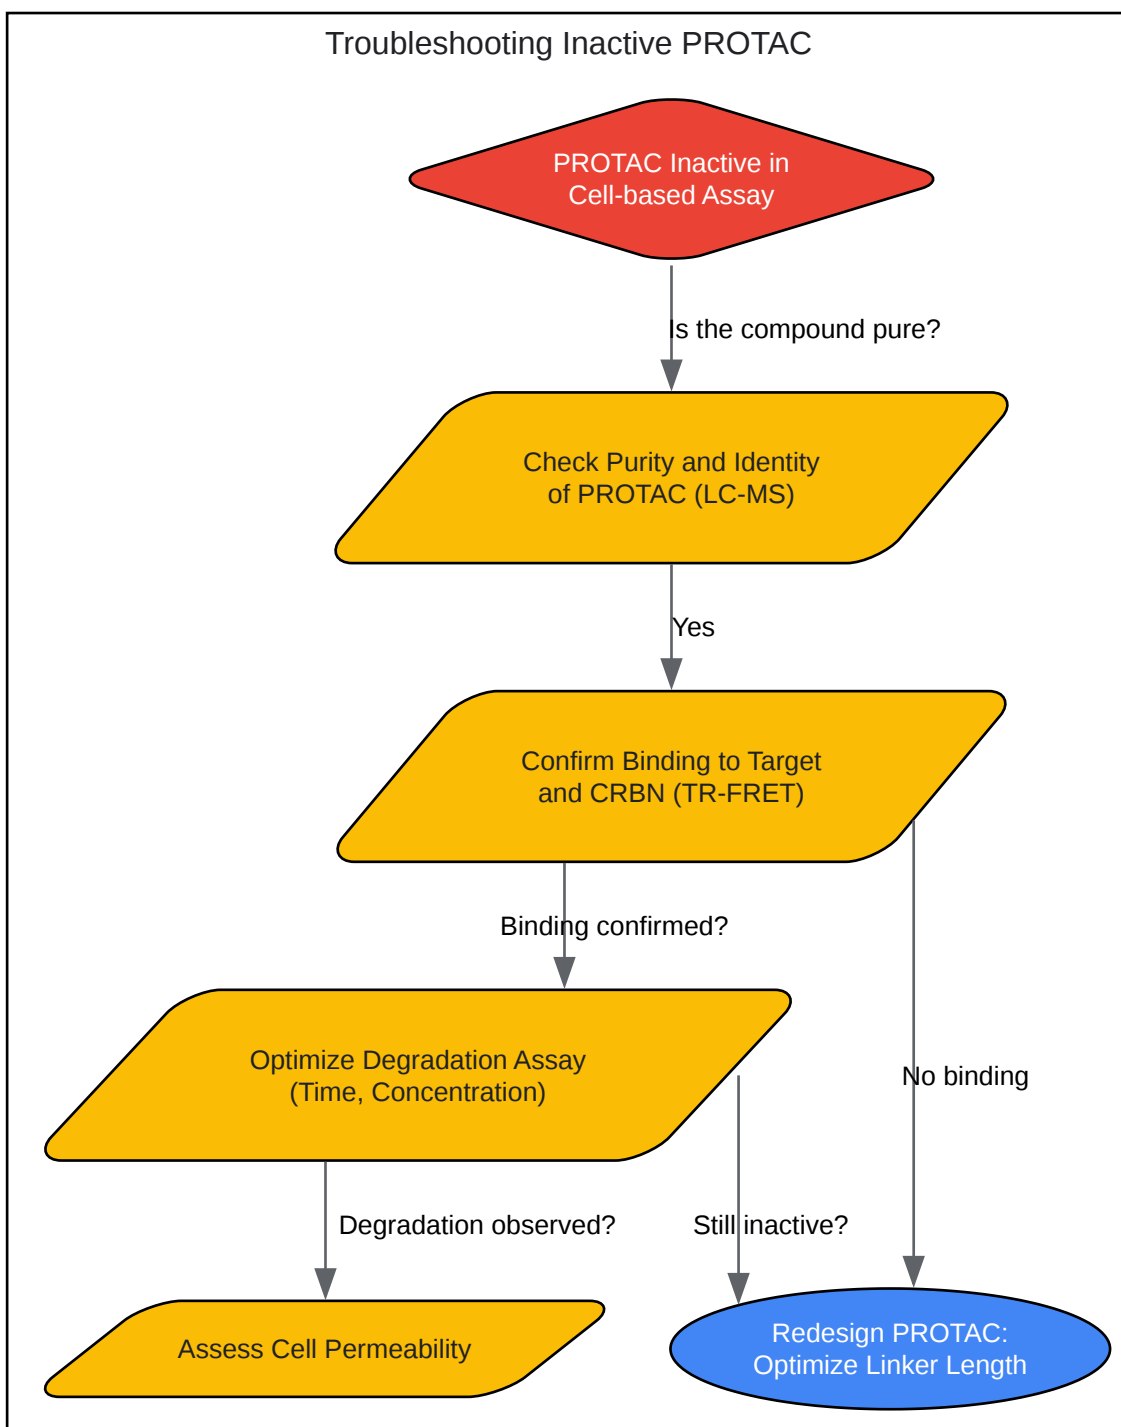 Troubleshooting Inactive PROTAC
PROTAC Inactive in
Cell-based Assay
Is the compound pure?
Check Purity and Identity
of PROTAC (LC-MS)
Yes
Confirm Binding to Target
and CRBN (TR-FRET)
Binding confirmed?
Optimize Degradation Assay
(Time, Concentration)
No binding
Degradation observed?
Still inactive?
Assess Cell Permeability
Redesign PROTAC:
Optimize Linker Length